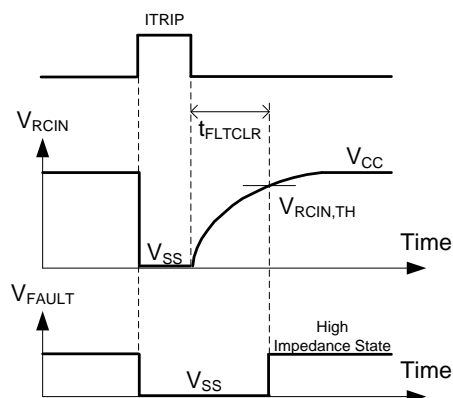 ITRIP
tFLTCLR
VRCIN
VCC
VRCIN,TH
VSS
Time
VFAULT
High
Impedance State
Time
VSS